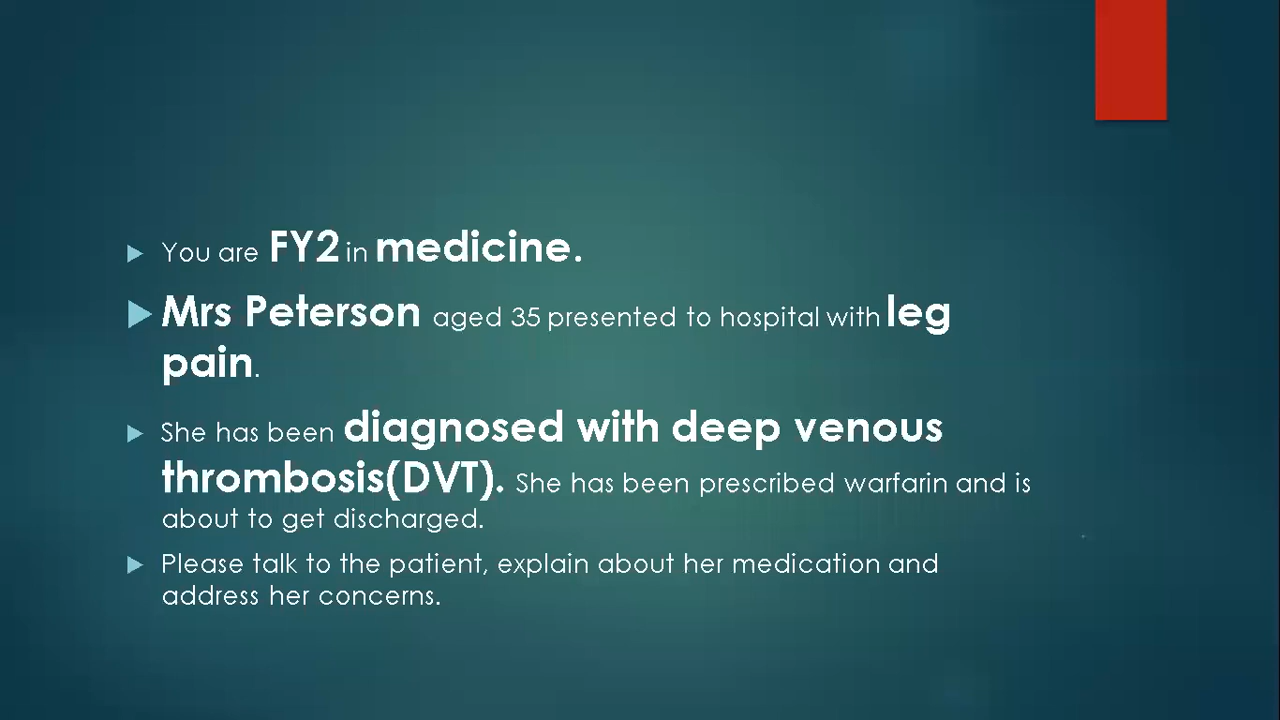 You are FY2 in medicine.
Mrs Peterson aged 35 presented to hospital with leg
pain.
She has been diagnosed with deep venous
thrombosis(DVT). She has been prescribed warfarin and is
about to get discharged.
Please talk to the patient, explain about her medication and
address her concerns.